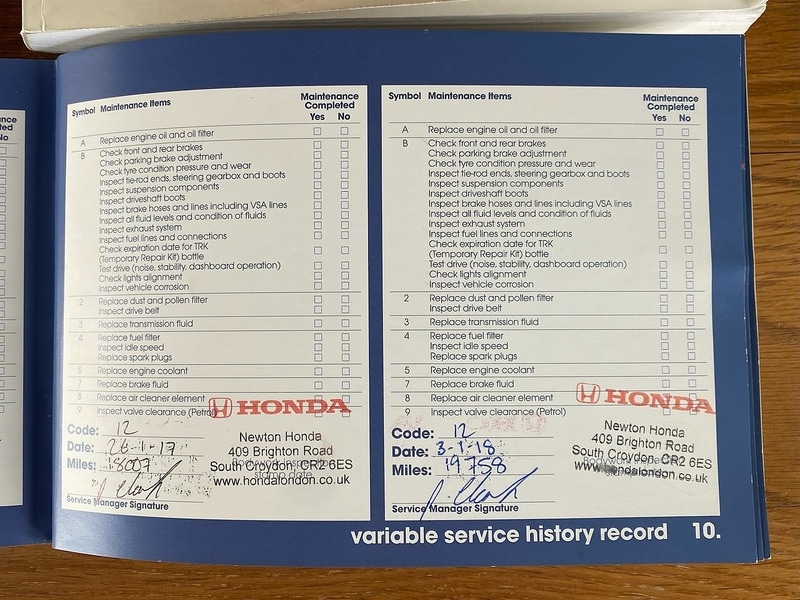 nce
ted
No
Symbol Maintenance Items
Maintenance
Completed
Yes No
A Replace engine oil and oil filter
B Check front and rear brakes
Check parking brake adjustment
Check tyre condition pressure and wear
Inspect tie-rod ends, steering gearbox and boots
Inspect suspension components
Inspect driveshaft boots
Inspect brake hoses and lines including VSA lines
Inspect all fluid levels and condition of fluids
Inspect exhaust system
Inspect fuel lines and connections
Check expiration date for TRK
(Temporary Repair Kit) bottle
Test drive (noise, stability, dashboard operation)
Check lights alignment
Inspect vehicle corrosion
2 Replace dust and pollen filter
Inspect drive belt
3 Replace transmission fluid
4 Replace fuel filter
Inspect idle speed
Replace spark plugs
5 Replace engine coolant
7 Replace brake fluid
8 Replace air cleaner element
9 Inspect valve clearance (Petrol)
HONDA
Newton Honda
409 Brighton Road
South Croydon, CR2 6ES
www.hondalondon.co.uk
stamp date
Code: 12
Date: 26-1-17
Miles: 18007
Service Manager Signature
Symbol Maintenance Items
Maintenance
Completed
Yes No
A Replace engine oil and oil filter
B Check front and rear brakes
Check parking brake adjustment
Check tyre condition pressure and wear
Inspect tie-rod ends, steering gearbox and boots
Inspect suspension components
Inspect driveshaft boots
Inspect brake hoses and lines including VSA lines
Inspect all fluid levels and condition of fluids
Inspect exhaust system
Inspect fuel lines and connections
Check expiration date for TRK
(Temporary Repair Kit) bottle
Test drive (noise, stability, dashboard operation)
Check lights alignment
Inspect vehicle corrosion
2 Replace dust and pollen filter
Inspect drive belt
3 Replace transmission fluid
4 Replace fuel filter
Inspect idle speed
Replace spark plugs
5 Replace engine coolant
7 Replace brake fluid
8 Replace air cleaner element
9 Inspect valve clearance (Petrol)
HONDA
Newton Honda
409 Brighton Road
South Croydon, CR2 6ES
www.hondalondon.co.uk
Code: 12
Date: 3-1-18
Miles: 19758
Service Manager Signature
variable service history record 10.